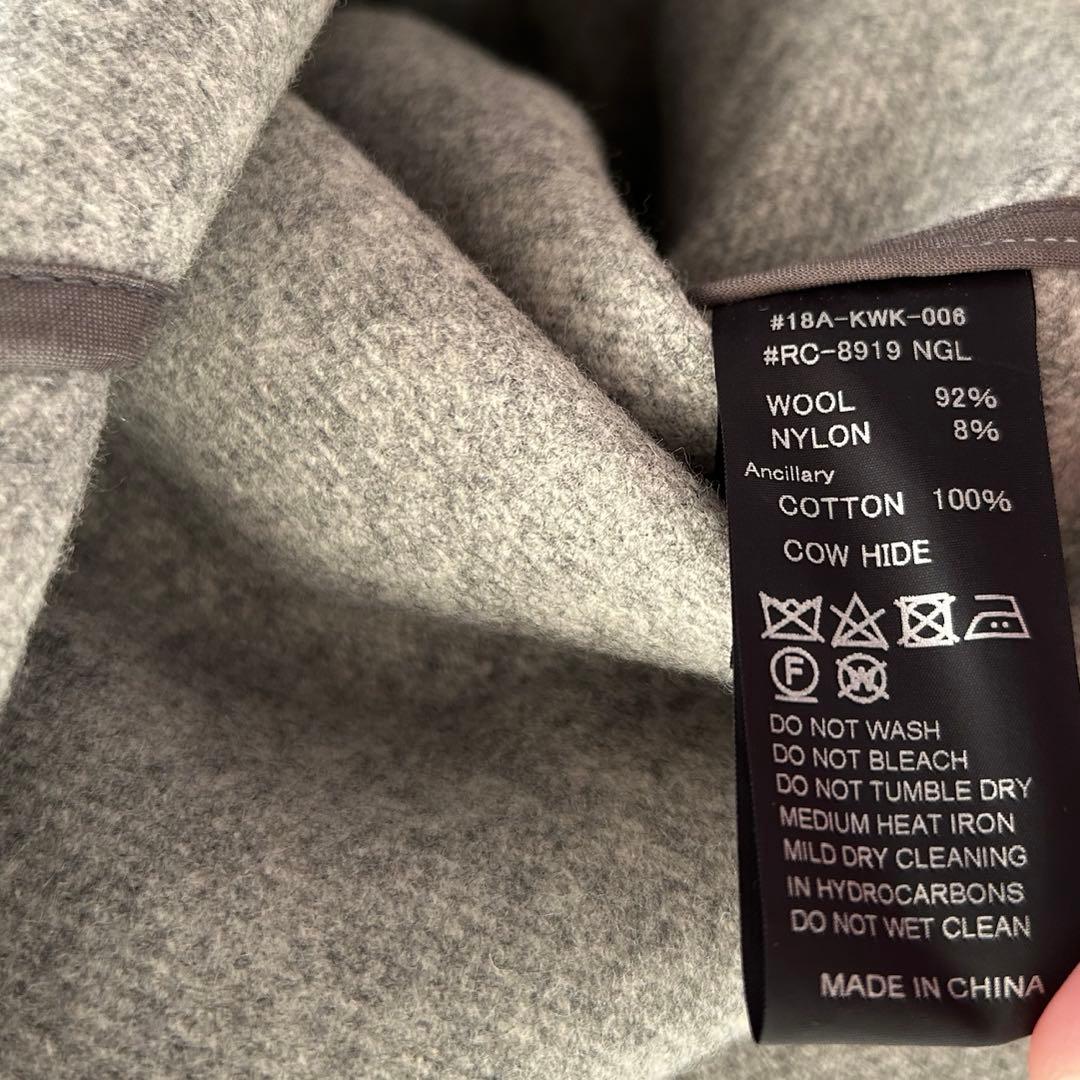 #18A-KWK-006
#RC-8919 NGL
WOOL 92%
NYLON 8%
Ancillary
COTTON 100%
COW HIDE
F W
DO NOT WASH
DO NOT BLEACH
DO NOT TUMBLE DRY
MEDIUM HEAT IRON
MILD DRY CLEANING
IN HYDROCARBONS
DO NOT WET CLEAN
MADE IN CHINA